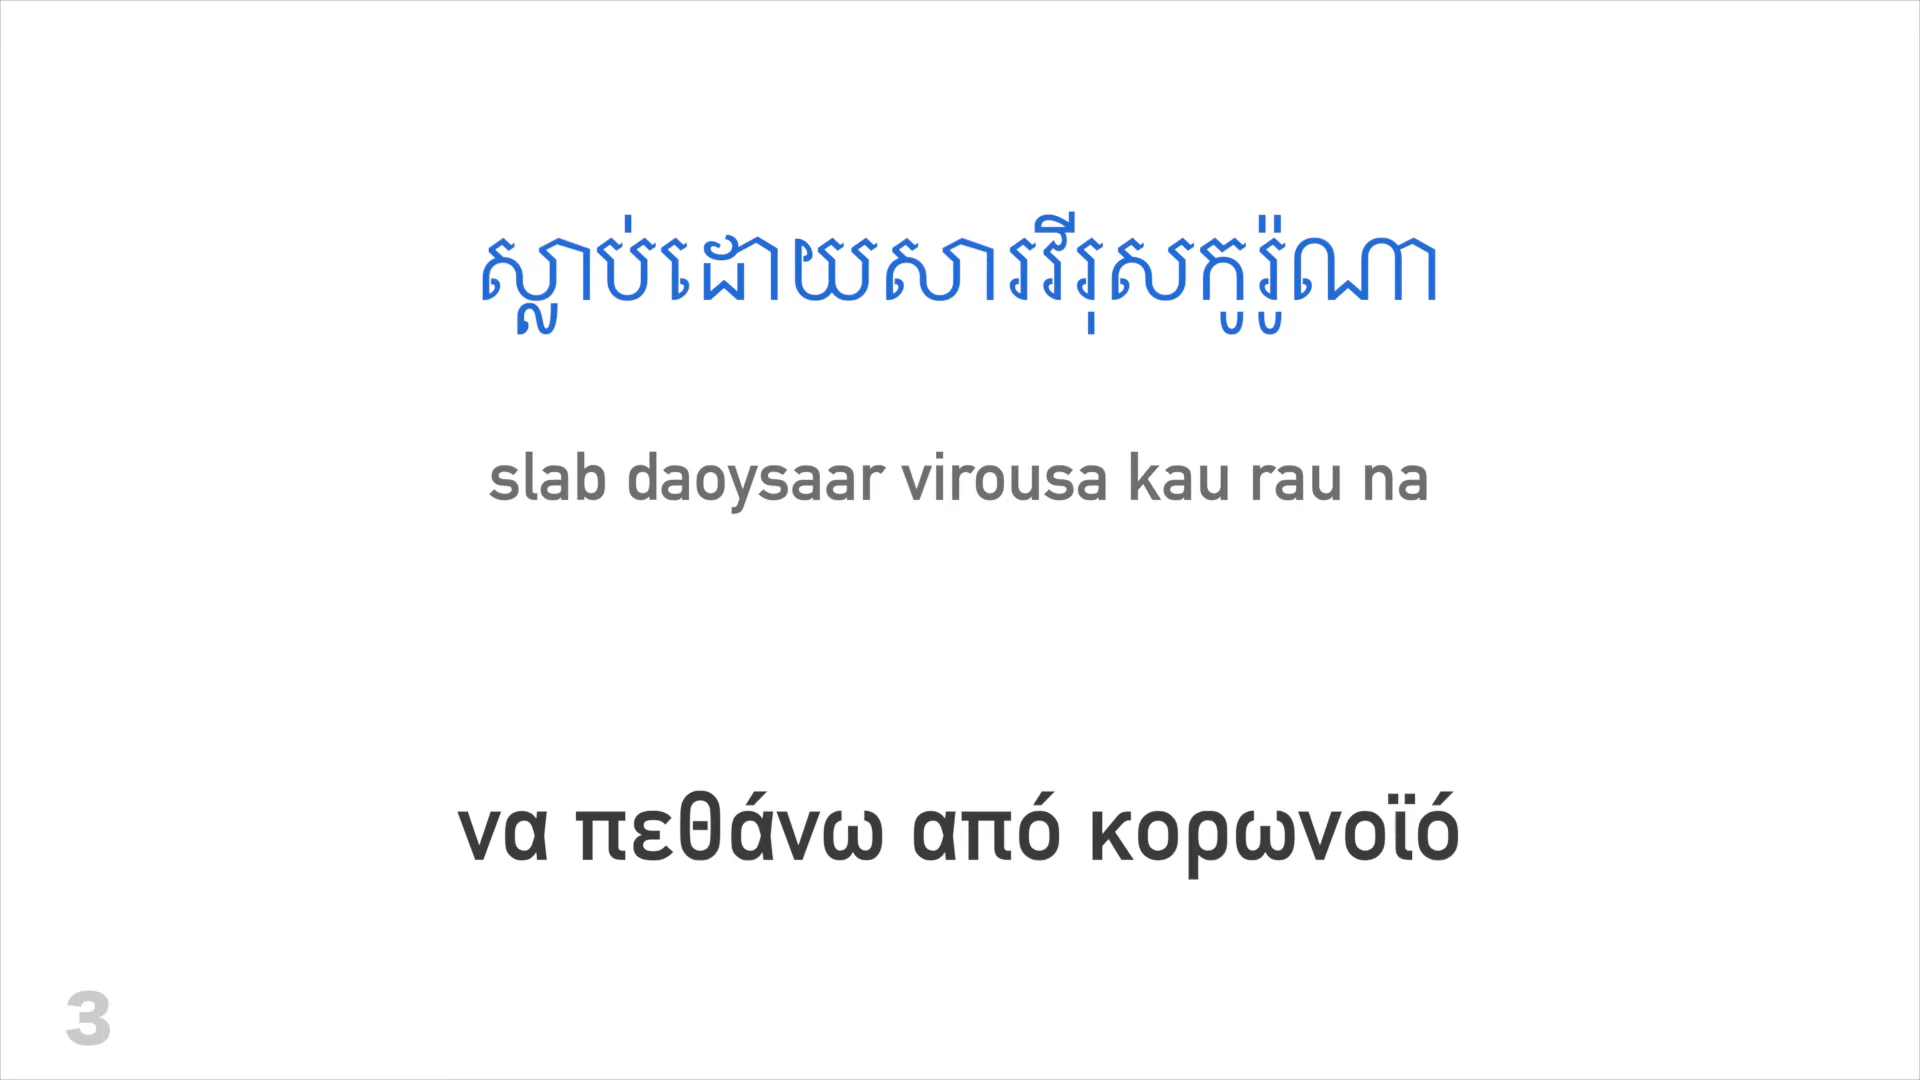 ស្លាប់ដោយសារវីរុសកូរ៉ូណា
slab daoysaar virousa kau rau na
να πεθάνω από κορωνοϊό
3